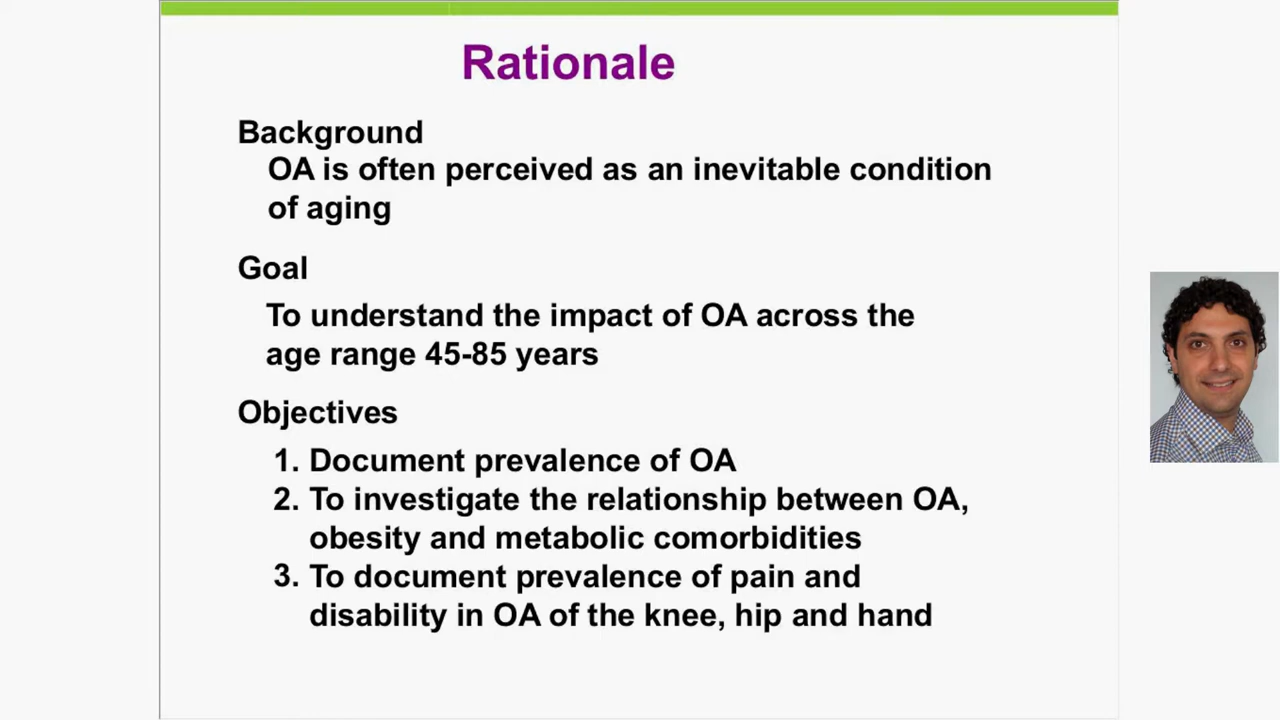 Rationale
Background
OA is often perceived as an inevitable condition
of aging
Goal
To understand the impact of OA across the
age range 45-85 years
Objectives
1. Document prevalence of OA
2. To investigate the relationship between OA,
obesity and metabolic comorbidities
3. To document prevalence of pain and
disability in OA of the knee, hip and hand